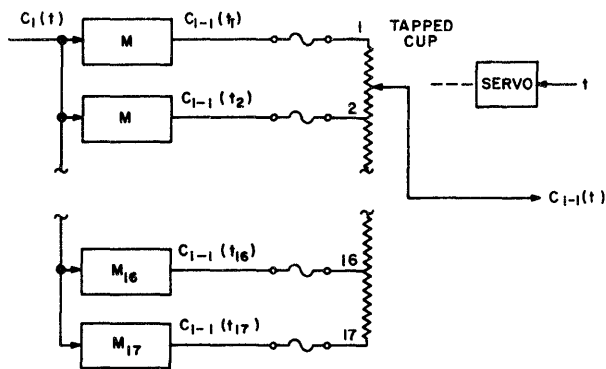 C₁(t)
M
C₁₋₁(t₁)
1
TAPPED
CUP
M
C₁₋₁(t₂)
2
SERVO
t
C₁₋₁(t)
M₁₆
C₁₋₁(t₁₆)
16
M₁₇
C₁₋₁(t₁₇)
17